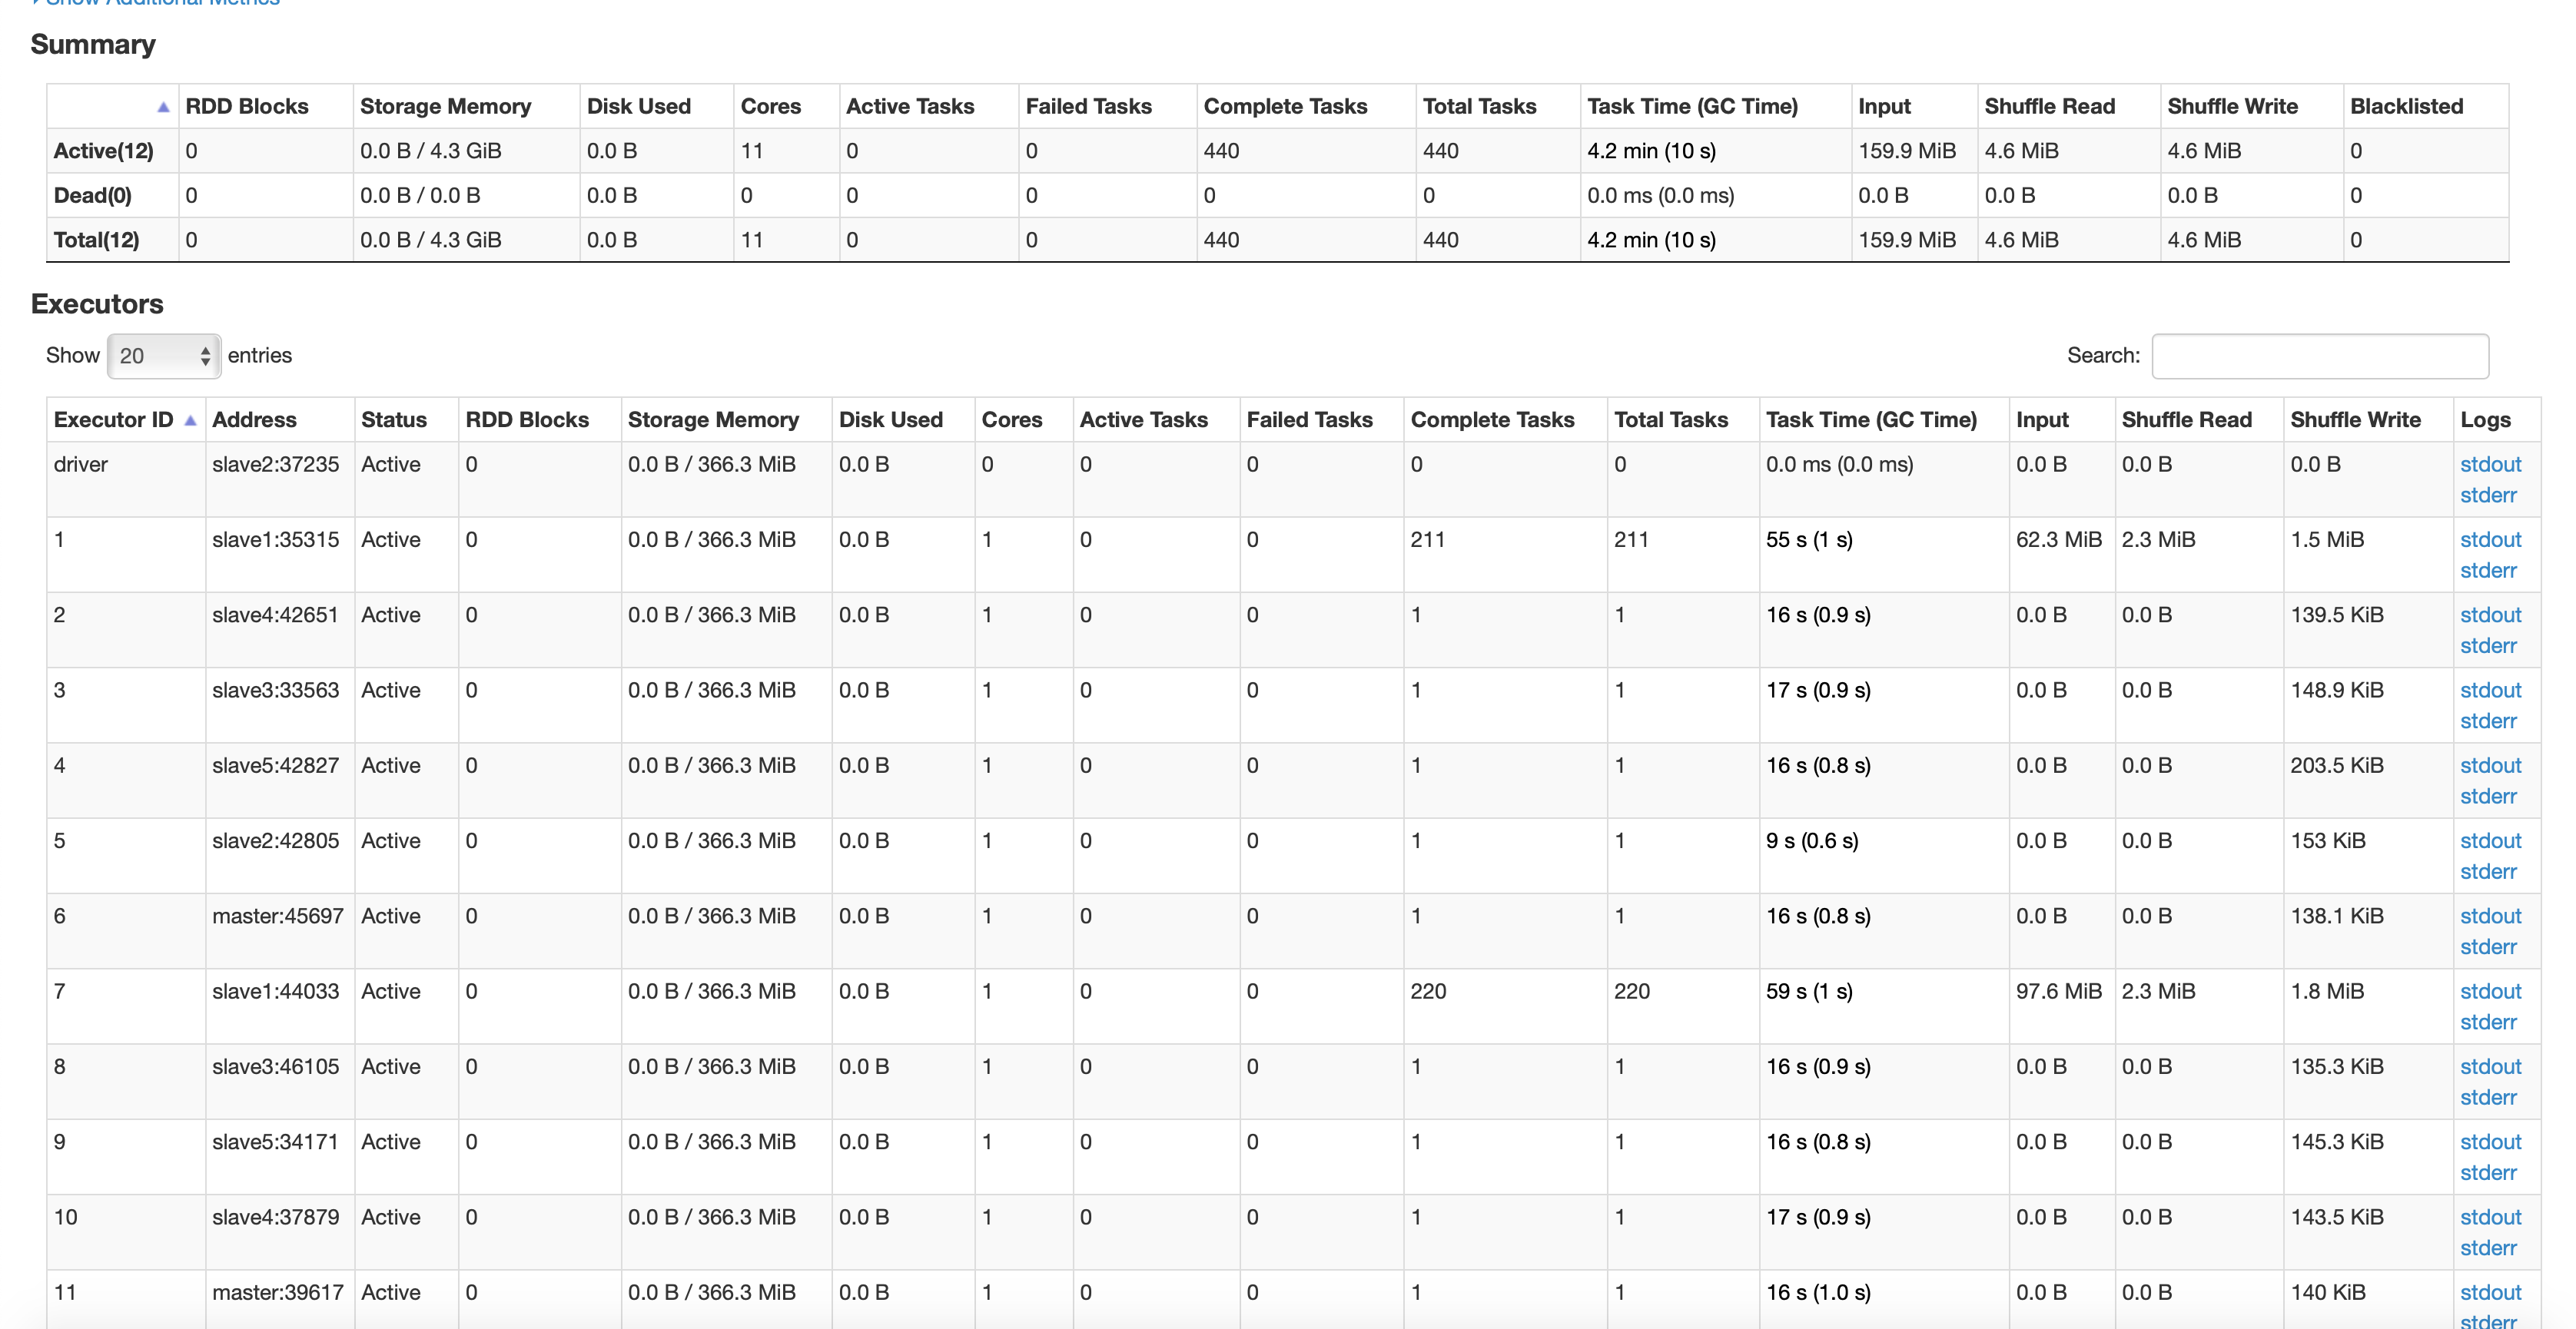 Show Additional Metrics
Summary
RDD Blocks Storage Memory Disk Used Cores Active Tasks Failed Tasks Complete Tasks Total Tasks Task Time (GC Time) Input Shuffle Read Shuffle Write Blacklisted
Active(12) 0 0.0 B / 4.3 GiB 0.0 B 11 0 0 440 440 4.2 min (10 s) 159.9 MiB 4.6 MiB 4.6 MiB 0
Dead(0) 0 0.0 B / 0.0 B 0.0 B 0 0 0 0 0 0.0 ms (0.0 ms) 0.0 B 0.0 B 0.0 B 0
Total(12) 0 0.0 B / 4.3 GiB 0.0 B 11 0 0 440 440 4.2 min (10 s) 159.9 MiB 4.6 MiB 4.6 MiB 0
Executors
Show 20 entries Search:
Executor ID Address Status RDD Blocks Storage Memory Disk Used Cores Active Tasks Failed Tasks Complete Tasks Total Tasks Task Time (GC Time) Input Shuffle Read Shuffle Write Logs
driver slave2:37235 Active 0 0.0 B / 366.3 MiB 0.0 B 0 0 0 0 0 0.0 ms (0.0 ms) 0.0 B 0.0 B 0.0 B stdout
stderr
1 slave1:35315 Active 0 0.0 B / 366.3 MiB 0.0 B 1 0 0 211 211 55 s (1 s) 62.3 MiB 2.3 MiB 1.5 MiB stdout
stderr
2 slave4:42651 Active 0 0.0 B / 366.3 MiB 0.0 B 1 0 0 1 1 16 s (0.9 s) 0.0 B 0.0 B 139.5 KiB stdout
stderr
3 slave3:33563 Active 0 0.0 B / 366.3 MiB 0.0 B 1 0 0 1 1 17 s (0.9 s) 0.0 B 0.0 B 148.9 KiB stdout
stderr
4 slave5:42827 Active 0 0.0 B / 366.3 MiB 0.0 B 1 0 0 1 1 16 s (0.8 s) 0.0 B 0.0 B 203.5 KiB stdout
stderr
5 slave2:42805 Active 0 0.0 B / 366.3 MiB 0.0 B 1 0 0 1 1 9 s (0.6 s) 0.0 B 0.0 B 153 KiB stdout
stderr
6 master:45697 Active 0 0.0 B / 366.3 MiB 0.0 B 1 0 0 1 1 16 s (0.8 s) 0.0 B 0.0 B 138.1 KiB stdout
stderr
7 slave1:44033 Active 0 0.0 B / 366.3 MiB 0.0 B 1 0 0 220 220 59 s (1 s) 97.6 MiB 2.3 MiB 1.8 MiB stdout
stderr
8 slave3:46105 Active 0 0.0 B / 366.3 MiB 0.0 B 1 0 0 1 1 16 s (0.9 s) 0.0 B 0.0 B 135.3 KiB stdout
stderr
9 slave5:34171 Active 0 0.0 B / 366.3 MiB 0.0 B 1 0 0 1 1 16 s (0.8 s) 0.0 B 0.0 B 145.3 KiB stdout
stderr
10 slave4:37879 Active 0 0.0 B / 366.3 MiB 0.0 B 1 0 0 1 1 17 s (0.9 s) 0.0 B 0.0 B 143.5 KiB stdout
stderr
11 master:39617 Active 0 0.0 B / 366.3 MiB 0.0 B 1 0 0 1 1 16 s (1.0 s) 0.0 B 0.0 B 140 KiB stdout
stderr